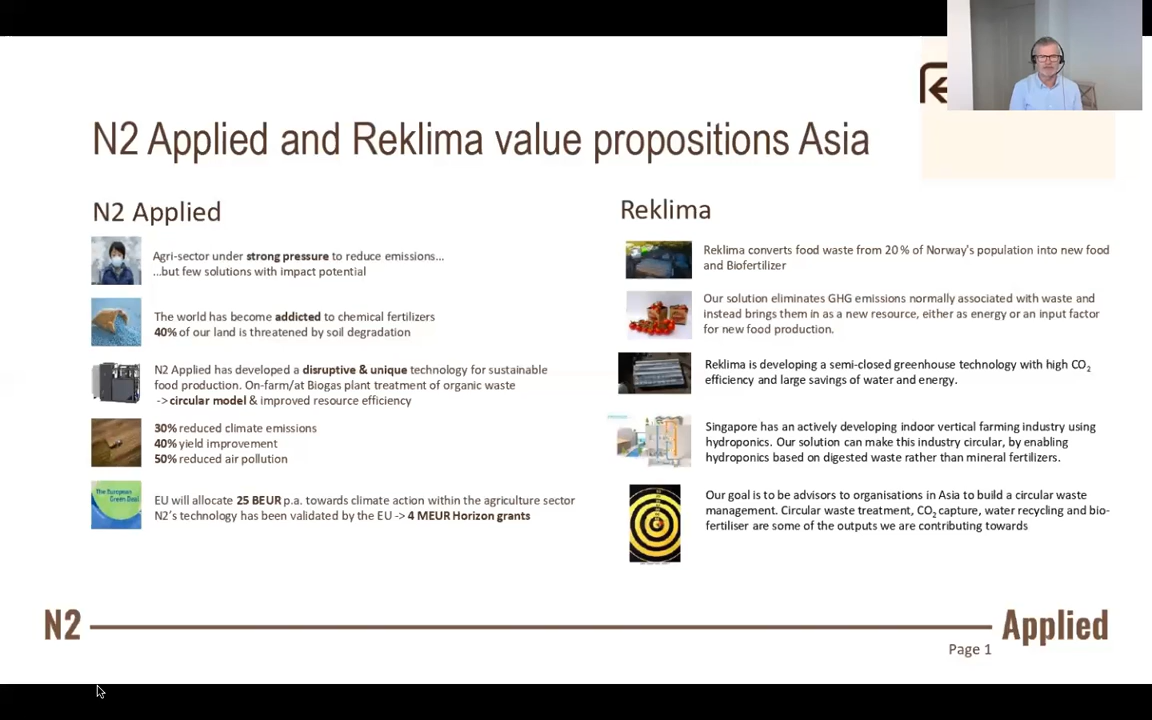 N2 Applied and Reklima value propositions Asia
N2 Applied
Agri-sector under strong pressure to reduce emissions...
...but few solutions with impact potential
The world has become addicted to chemical fertilizers
40% of our land is threatened by soil degradation
N2 Applied has developed a disruptive & unique technology for sustainable
food production. On-farm/at Biogas plant treatment of organic waste
-> circular model & improved resource efficiency
30% reduced climate emissions
40% yield improvement
50% reduced air pollution
The European
Green Deal
EU will allocate 25 BEUR p.a. towards climate action within the agriculture sector
N2's technology has been validated by the EU -> 4 MEUR Horizon grants
Reklima
Reklima converts food waste from 20 % of Norway's population into new food
and Biofertilizer
Our solution eliminates GHG emissions normally associated with waste and
instead brings them in as a new resource, either as energy or an input factor
for new food production.
Reklima is developing a semi-closed greenhouse technology with high CO2
efficiency and large savings of water and energy.
Singapore has an actively developing indoor vertical farming industry using
hydroponics. Our solution can make this industry circular, by enabling
hydroponics based on digested waste rather than mineral fertilizers.
Our goal is to be advisors to organisations in Asia to build a circular waste
management. Circular waste treatment, CO2 capture, water recycling and bio-
fertiliser are some of the outputs we are contributing towards
N2
Applied
Page 1